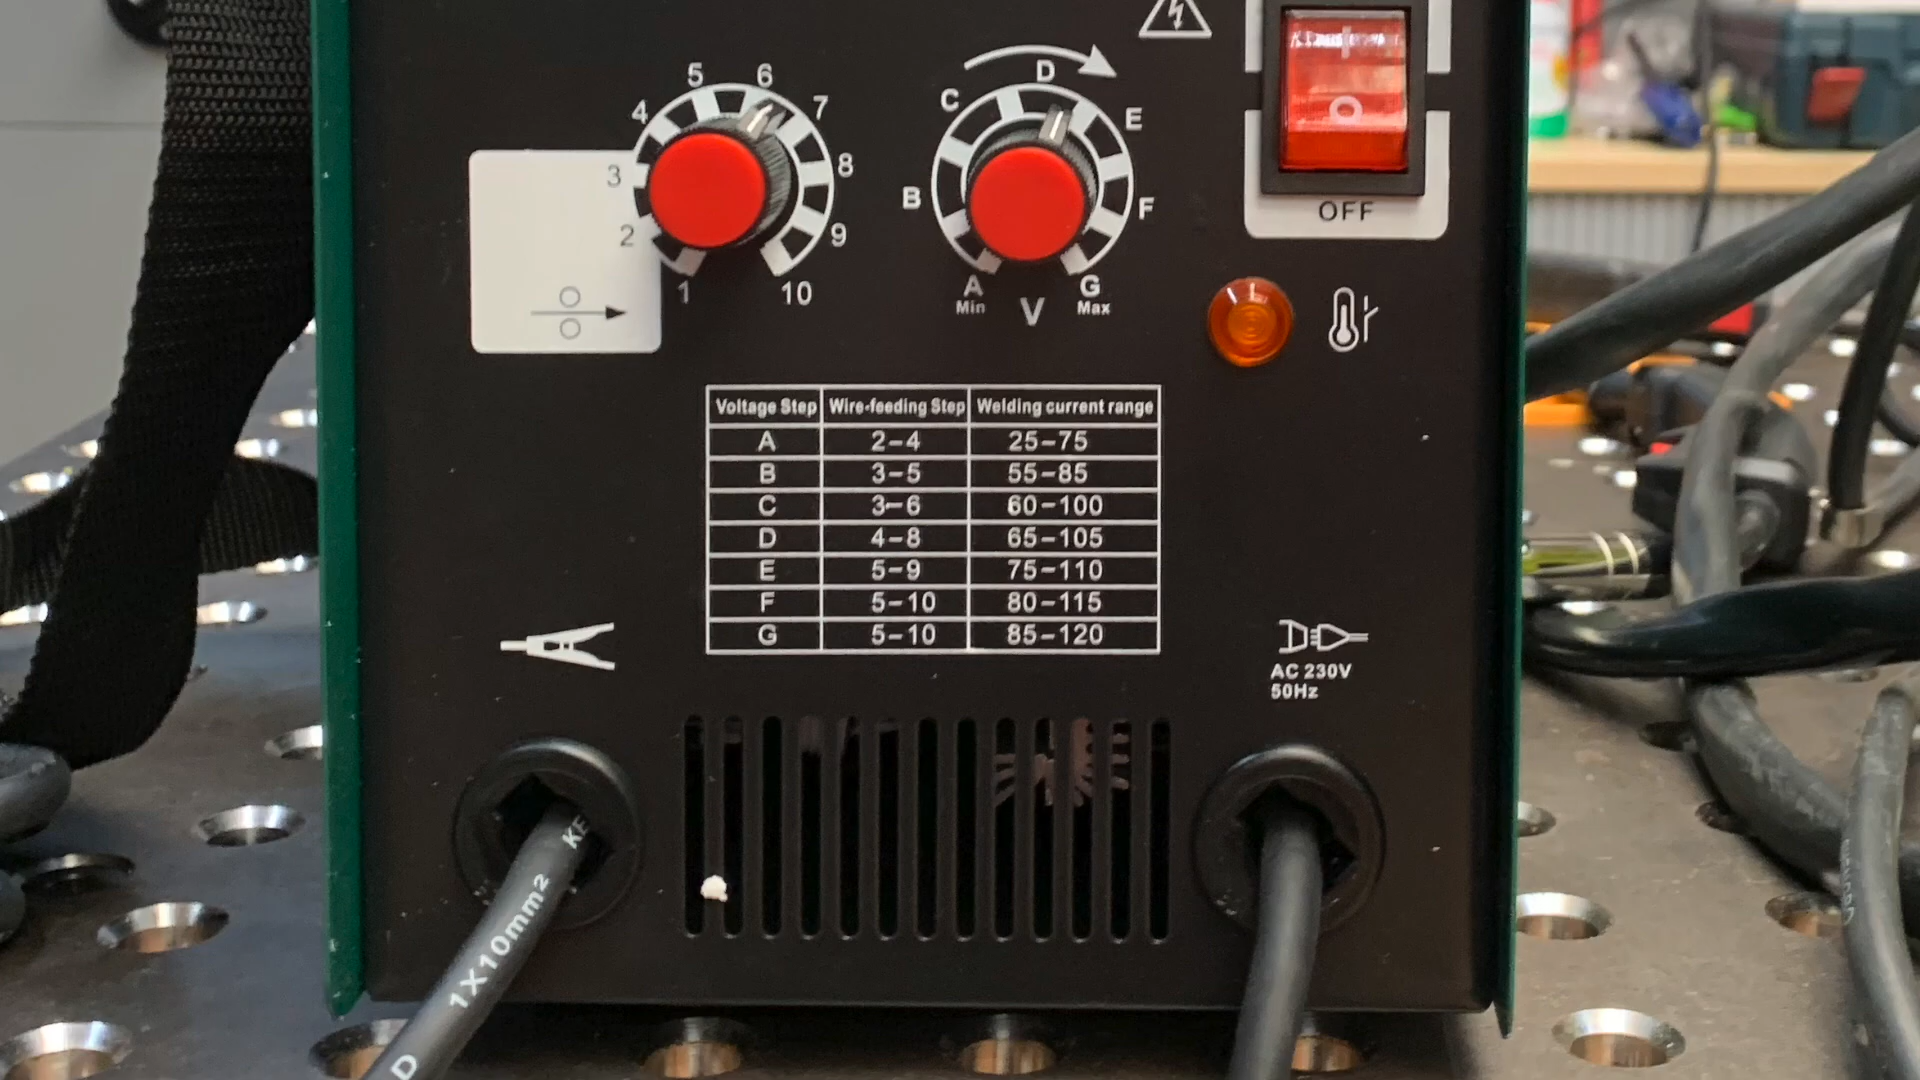 5 6
4 7
3 8
2 9
1 10
D
C E
B F
A G
Min V Max
OFF
Voltage Step Wire-feeding Step Welding current range
A 2-4 25-75
B 3-5 55-85
C 3-6 60-100
D 4-8 65-105
E 5-9 75-110
F 5-10 80-115
G 5-10 85-120
AC 230V
50Hz
1X10mm2